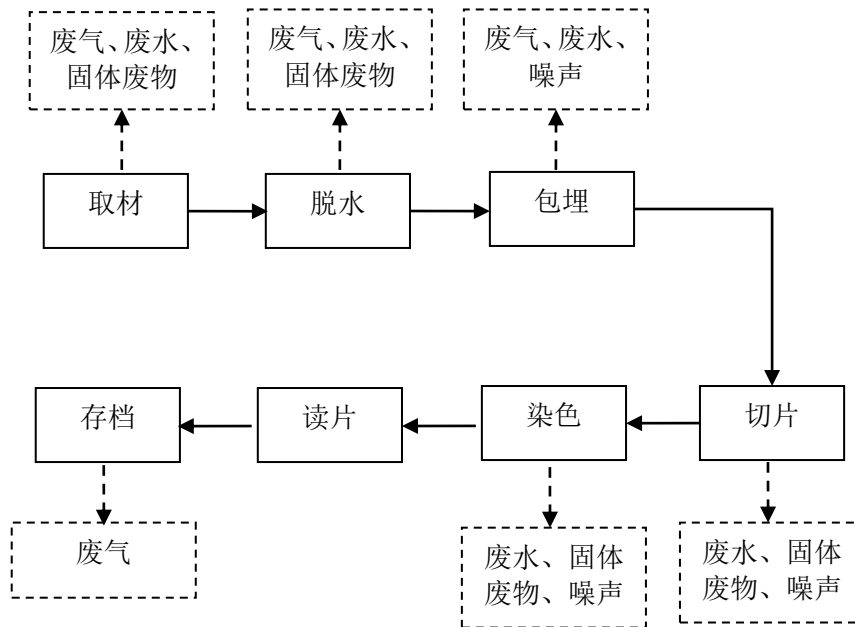 废气、废水、
固体废物
废气、废水、
固体废物
废气、废水、
噪声
取材
脱水
包埋
存档
读片
染色
切片
废气
废水、固体
废物、噪声
废水、固体
废物、噪声